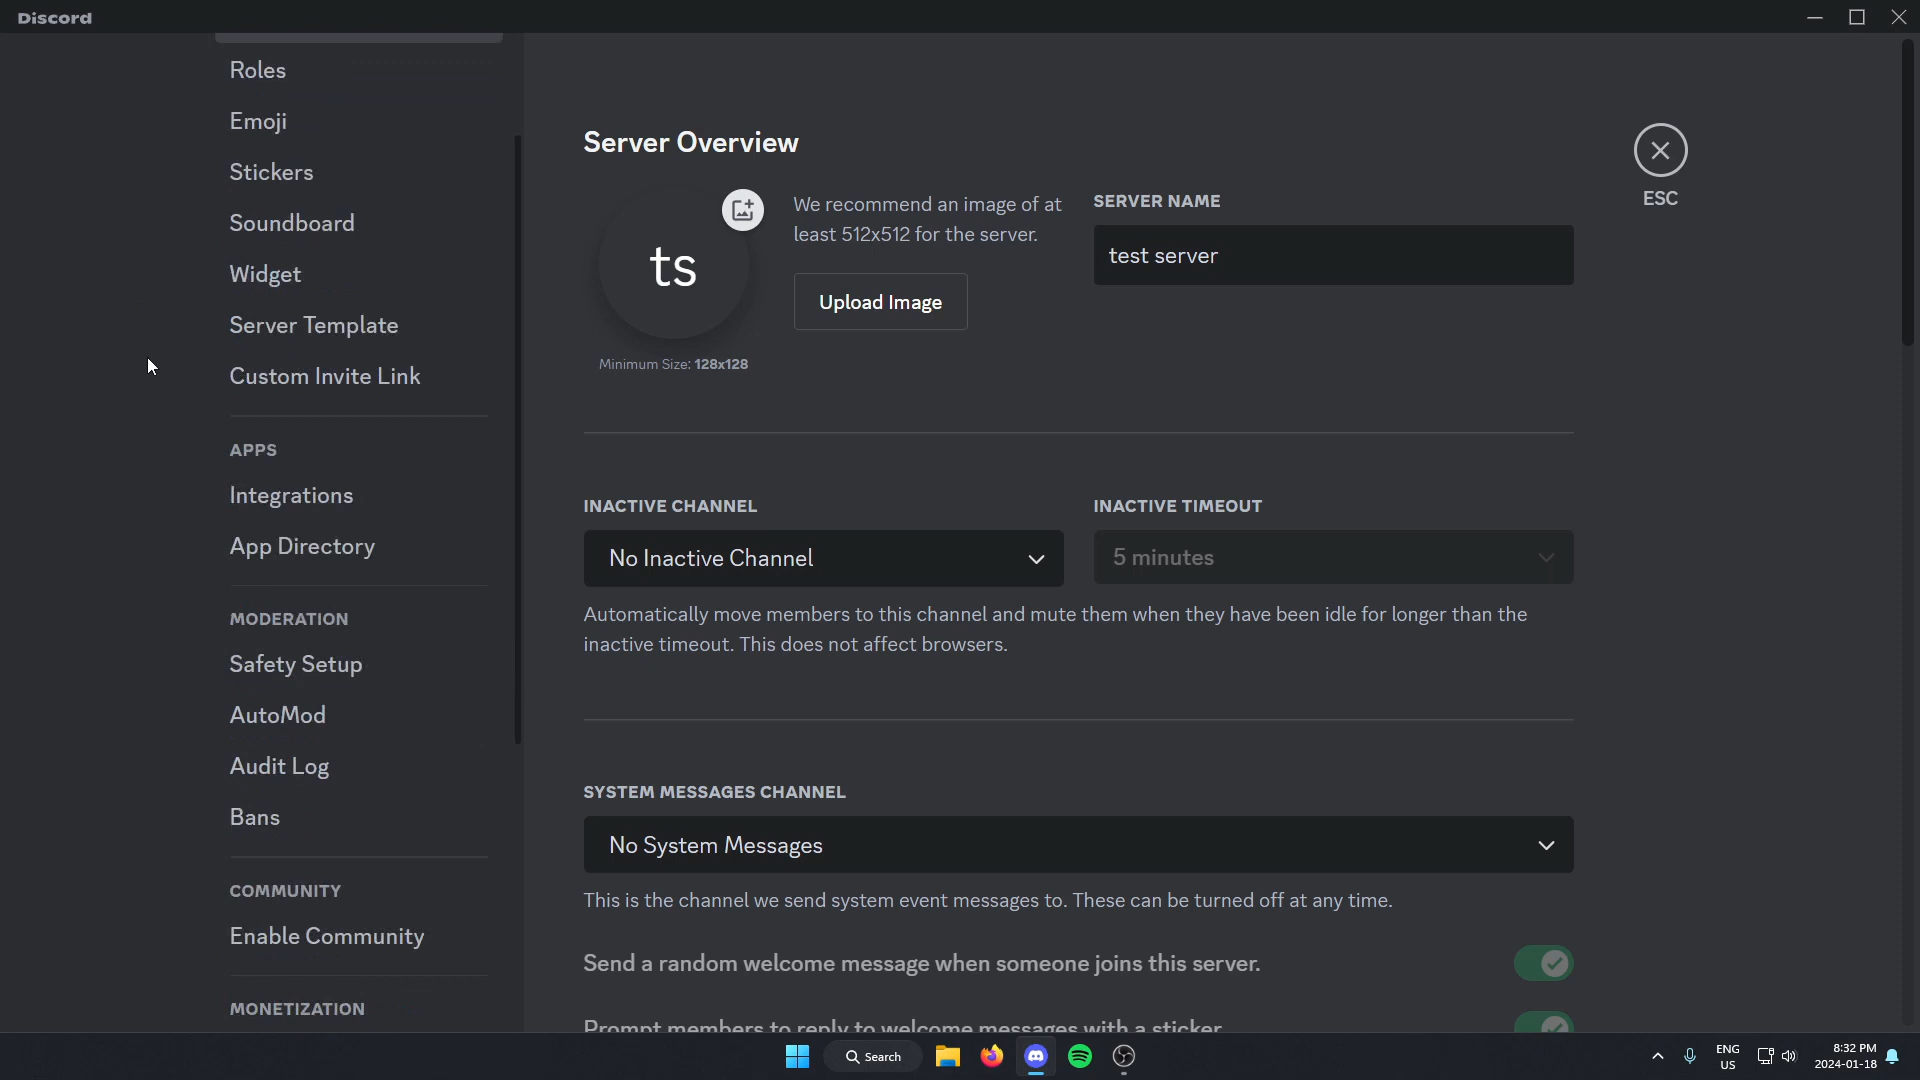 Discord
Roles
Emoji
Stickers
Soundboard
Widget
Server Template
Custom Invite Link
APPS
Integrations
App Directory
MODERATION
Safety Setup
AutoMod
Audit Log
Bans
COMMUNITY
Enable Community
MONETIZATION
Server Overview
ts
Minimum Size: 128x128
We recommend an image of at
least 512x512 for the server.
Upload Image
SERVER NAME
test server
ESC
INACTIVE CHANNEL
No Inactive Channel
INACTIVE TIMEOUT
5 minutes
Automatically move members to this channel and mute them when they have been idle for longer than the
inactive timeout. This does not affect browsers.
SYSTEM MESSAGES CHANNEL
No System Messages
This is the channel we send system event messages to. These can be turned off at any time.
Send a random welcome message when someone joins this server.
Prompt members to reply to welcome messages with a sticker
Search
ENG
US
8:32 PM
2024-01-18